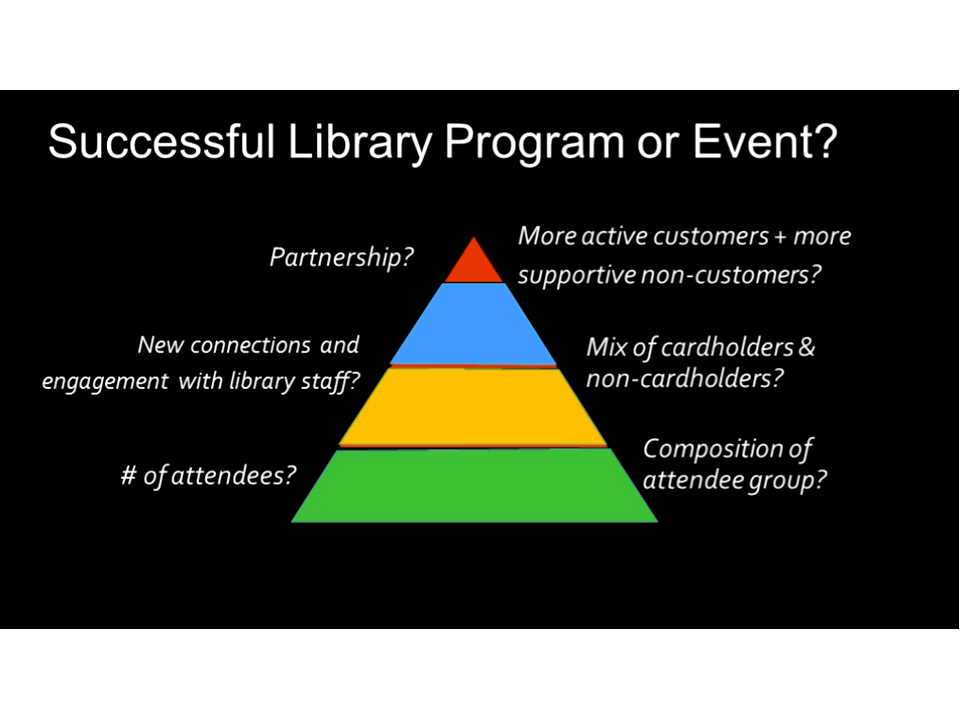 Successful Library Program or Event?
Partnership?
More active customers + more
supportive non-customers?
New connections and
engagement with library staff?
Mix of cardholders &
non-cardholders?
# of attendees?
Composition of
attendee group?